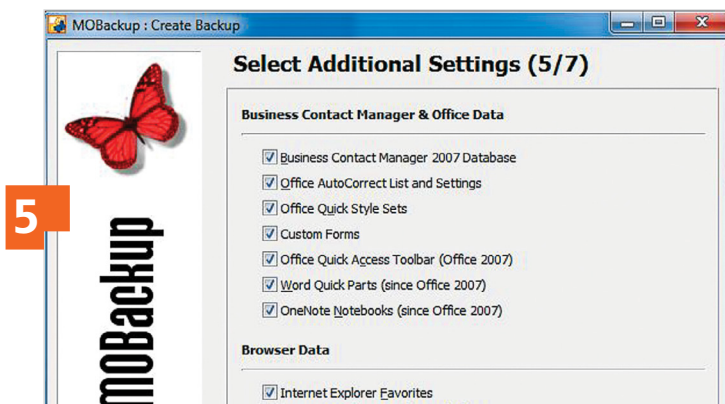 MOBackup : Create Backup
Select Additional Settings (5/7)
Business Contact Manager & Office Data
Business Contact Manager 2007 Database
Office AutoCorrect List and Settings
Office Quick Style Sets
Custom Forms
Office Quick Access Toolbar (Office 2007)
Word Quick Parts (since Office 2007)
OneNote Notebooks (since Office 2007)
Browser Data
Internet Explorer Favorites
5
MOBackup